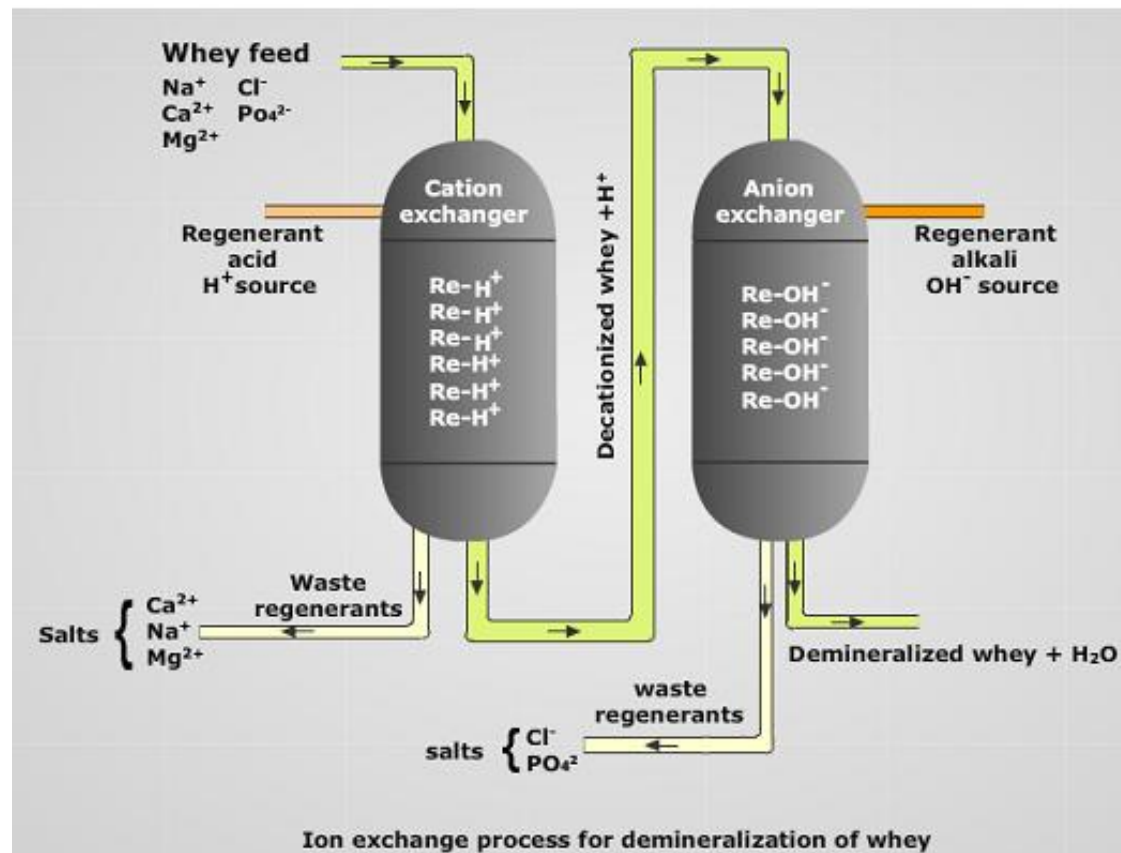 Whey feed
Na⁺ Cl⁻
Ca²⁺ Po₄²⁻
Mg²⁺
Cation
exchanger
Regenerant
acid
H⁺ source
Re-H⁺
Re-H⁺
Re-H⁺
Re-H⁺
Re-H⁺
Re-H⁺
Decationized whey +H⁺
Anion
exchanger
Regenerant
alkali
OH⁻ source
Re-OH⁻
Re-OH⁻
Re-OH⁻
Re-OH⁻
Re-OH⁻
Waste
regenerants
Salts { Ca²⁺
Na⁺
Mg²⁺
Demineralized whey + H₂O
waste
regenerants
salts { Cl⁻
PO₄²
Ion exchange process for demineralization of whey